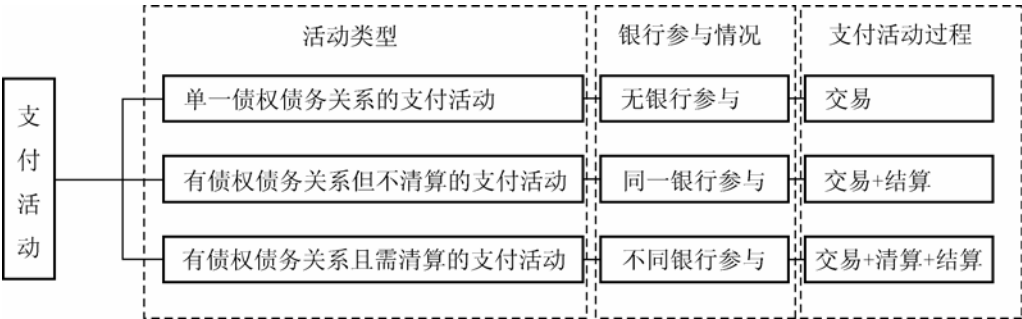 活动类型 银行参与情况 支付活动过程
支付活动
单一债权债务关系的支付活动 无银行参与 交易
有债权债务关系但不清算的支付活动 同一银行参与 交易+结算
有债权债务关系且需清算的支付活动 不同银行参与 交易+清算+结算